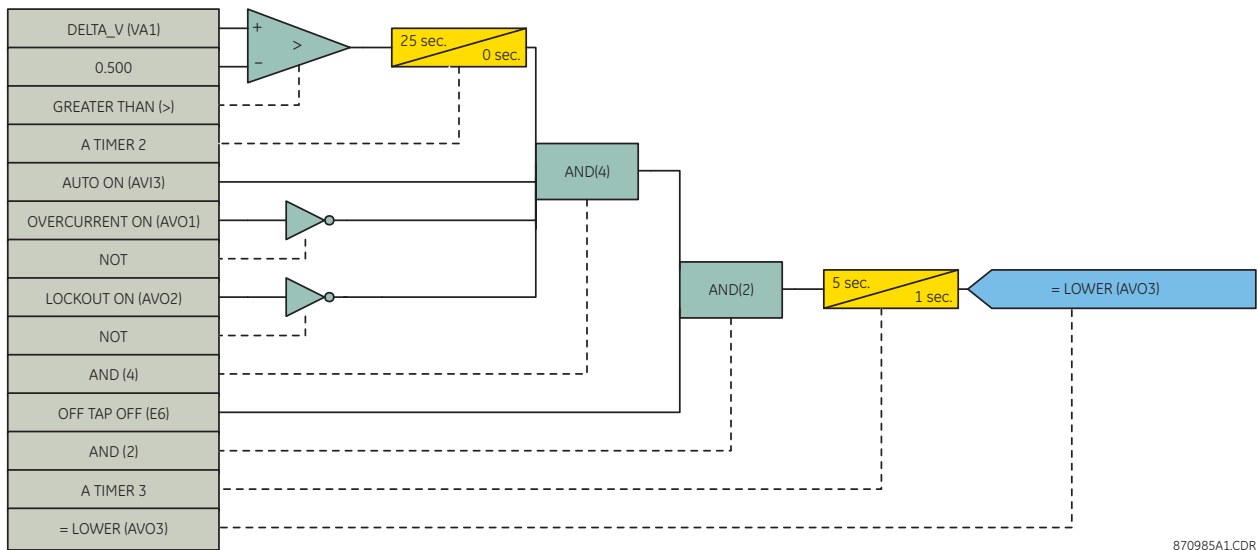 DELTA_V (VA1)
0.500
GREATER THAN (>)
A TIMER 2
AUTO ON (AVI3)
OVERCURRENT ON (AVO1)
NOT
LOCKOUT ON (AVO2)
NOT
AND (4)
OFF TAP OFF (E6)
AND (2)
A TIMER 3
= LOWER (AVO3)
+
>
–
25 sec.
0 sec.
AND(4)
AND(2)
5 sec.
1 sec.
= LOWER (AVO3)
870985A1.CDR